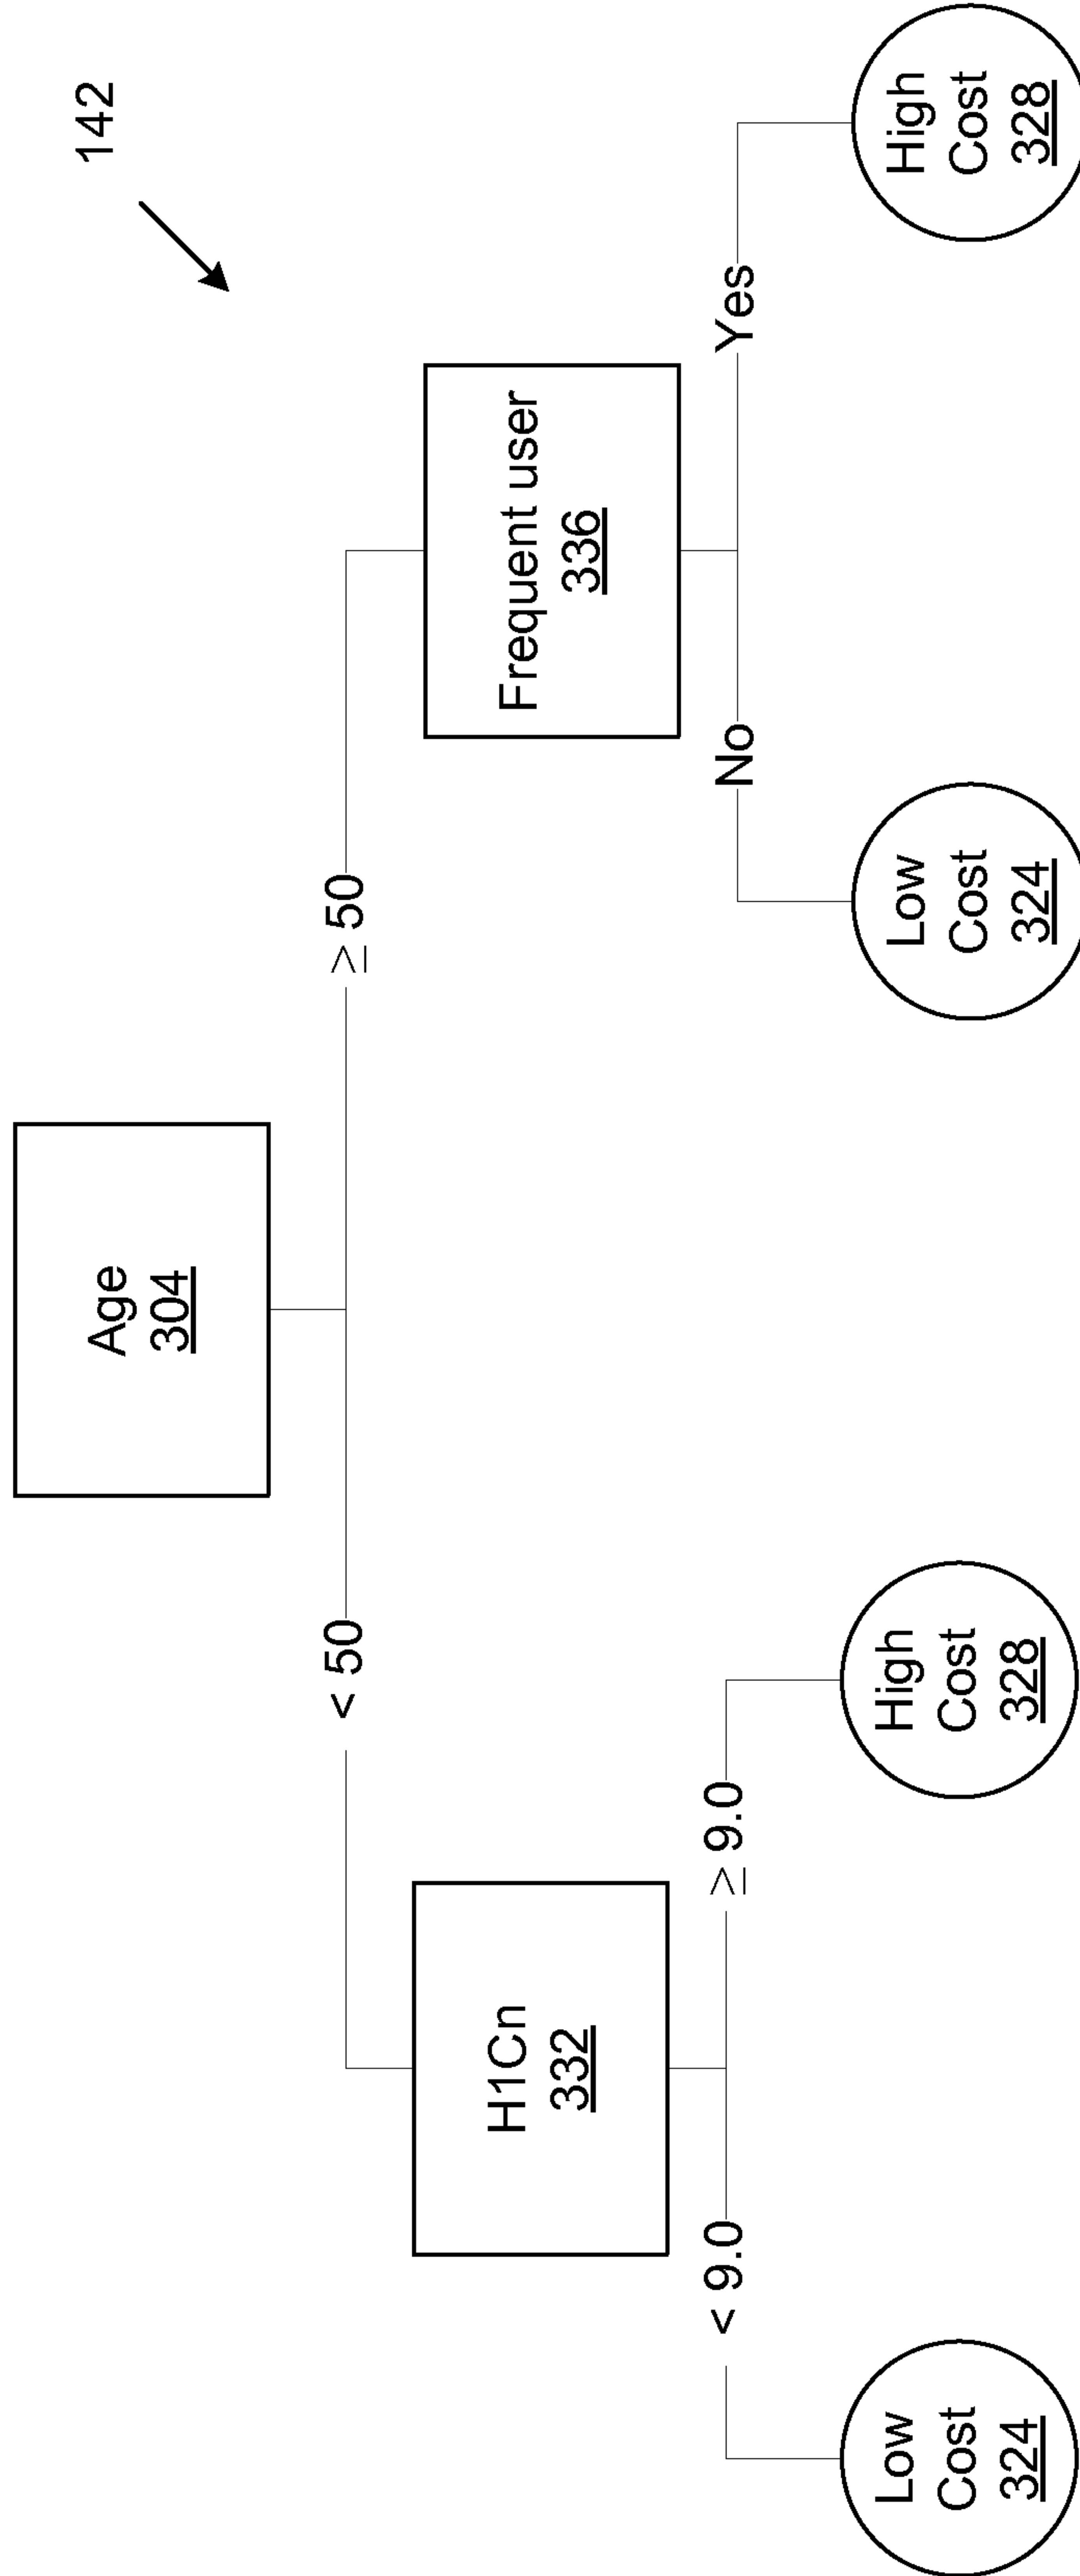 142
Age
304
< 50
≥ 50
H1Cn
332
Frequent user
336
< 9.0
≥ 9.0
No
Yes
Low
Cost
324
High
Cost
328
Low
Cost
324
High
Cost
328